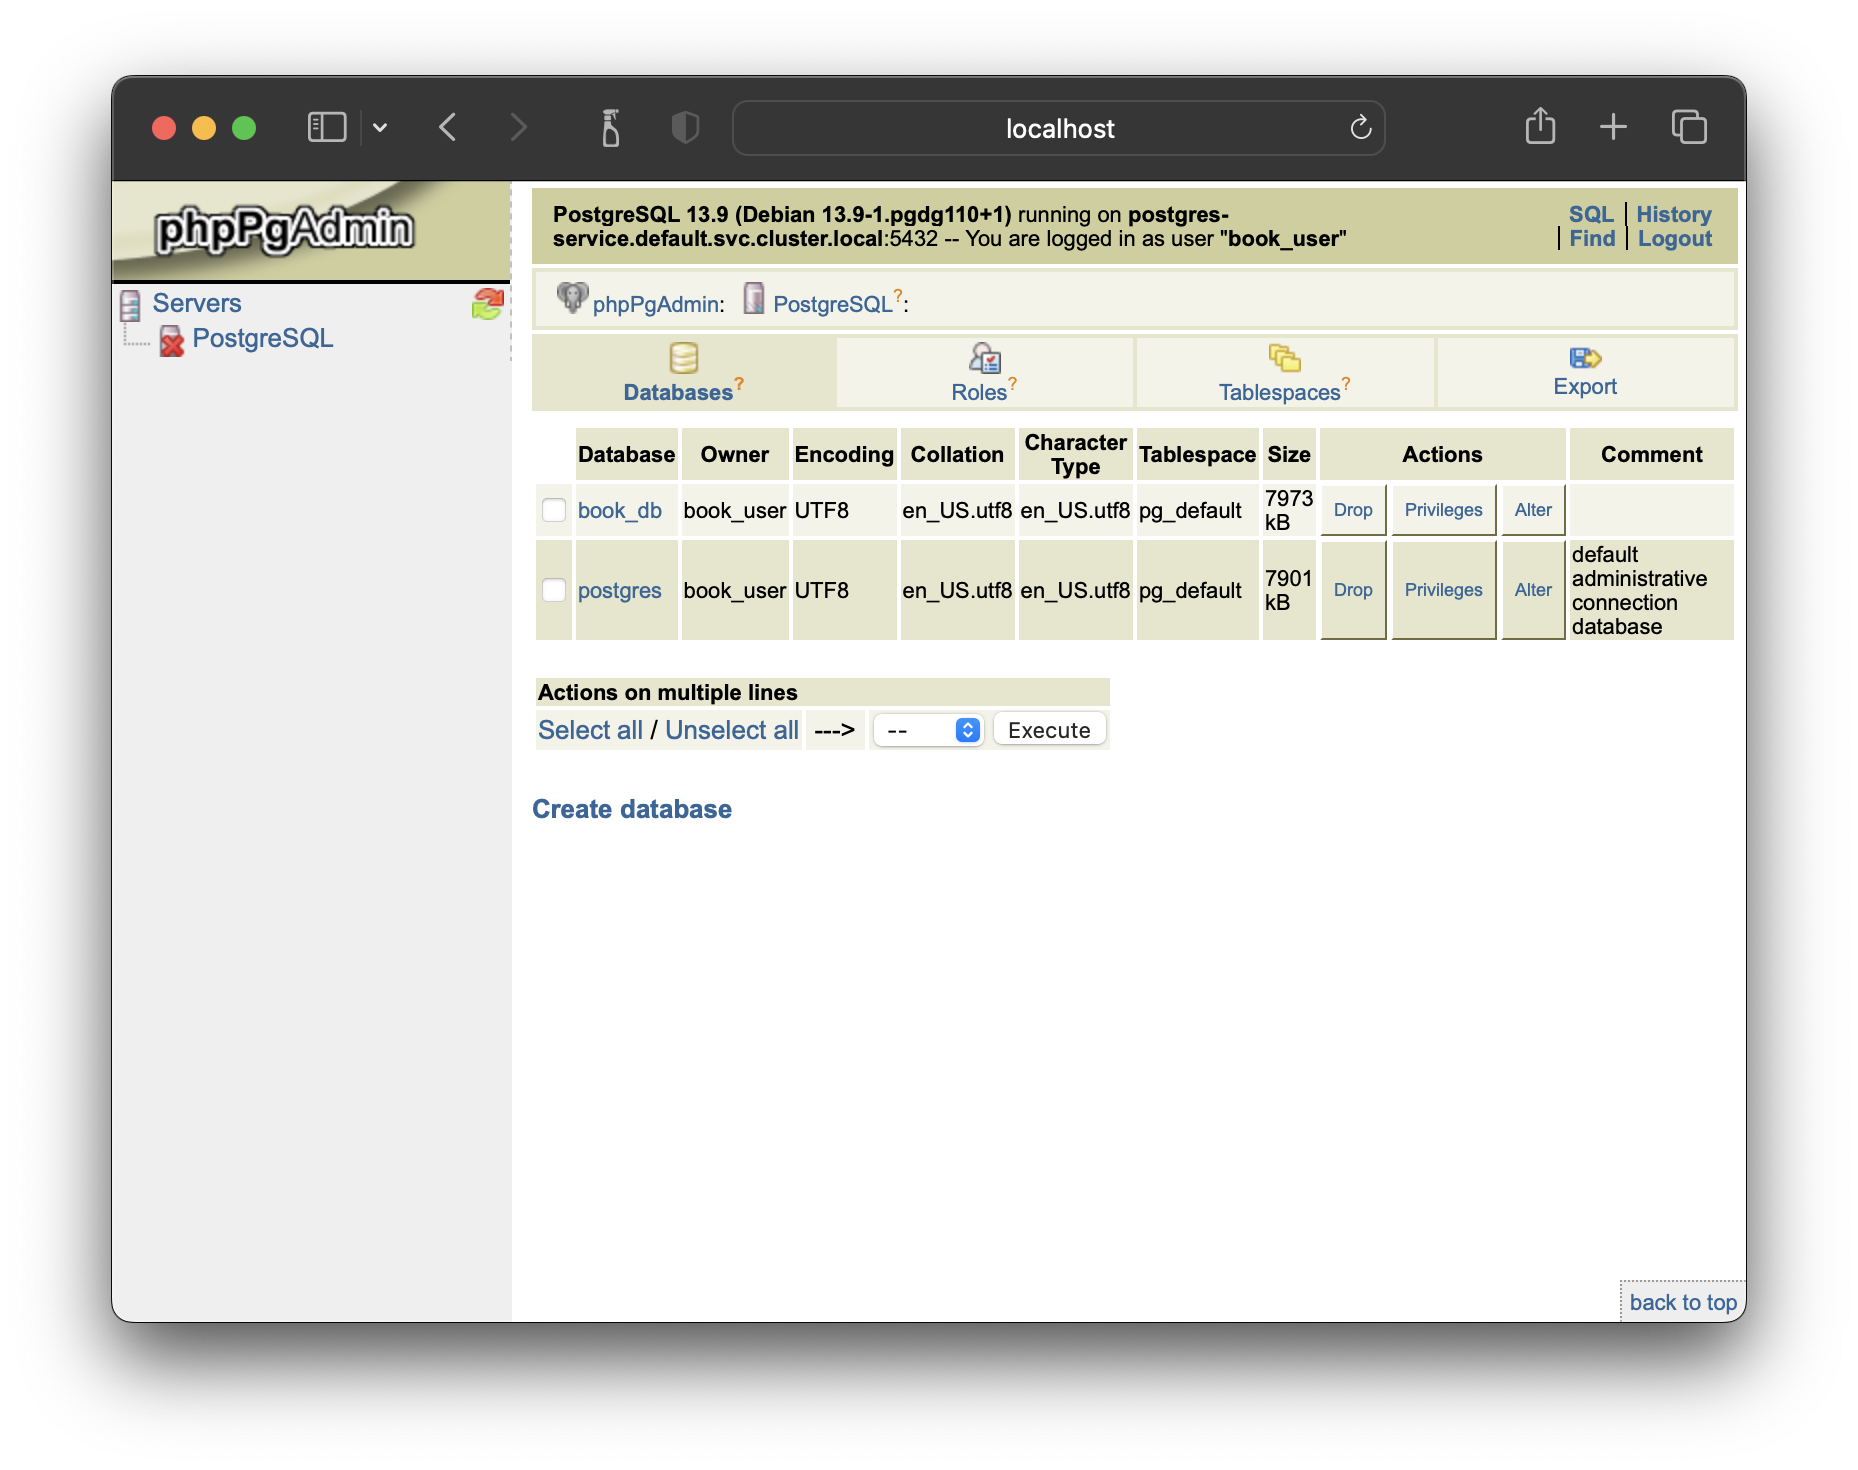 localhost
phpPgAdmin
Servers
PostgreSQL
PostgreSQL 13.9 (Debian 13.9-1.pgdg110+1) running on postgres-
service.default.svc.cluster.local:5432 -- You are logged in as user "book_user"
SQL | History
| Find | Logout
phpPgAdmin: PostgreSQL?:
Databases? Roles? Tablespaces? Export
Database Owner Encoding Collation Character Type Tablespace Size Actions Comment
book_db book_user UTF8 en_US.utf8 en_US.utf8 pg_default 7973 kB Drop Privileges Alter
postgres book_user UTF8 en_US.utf8 en_US.utf8 pg_default 7901 kB Drop Privileges Alter default administrative connection database
Actions on multiple lines
Select all / Unselect all ---> -- Execute
Create database
back to top